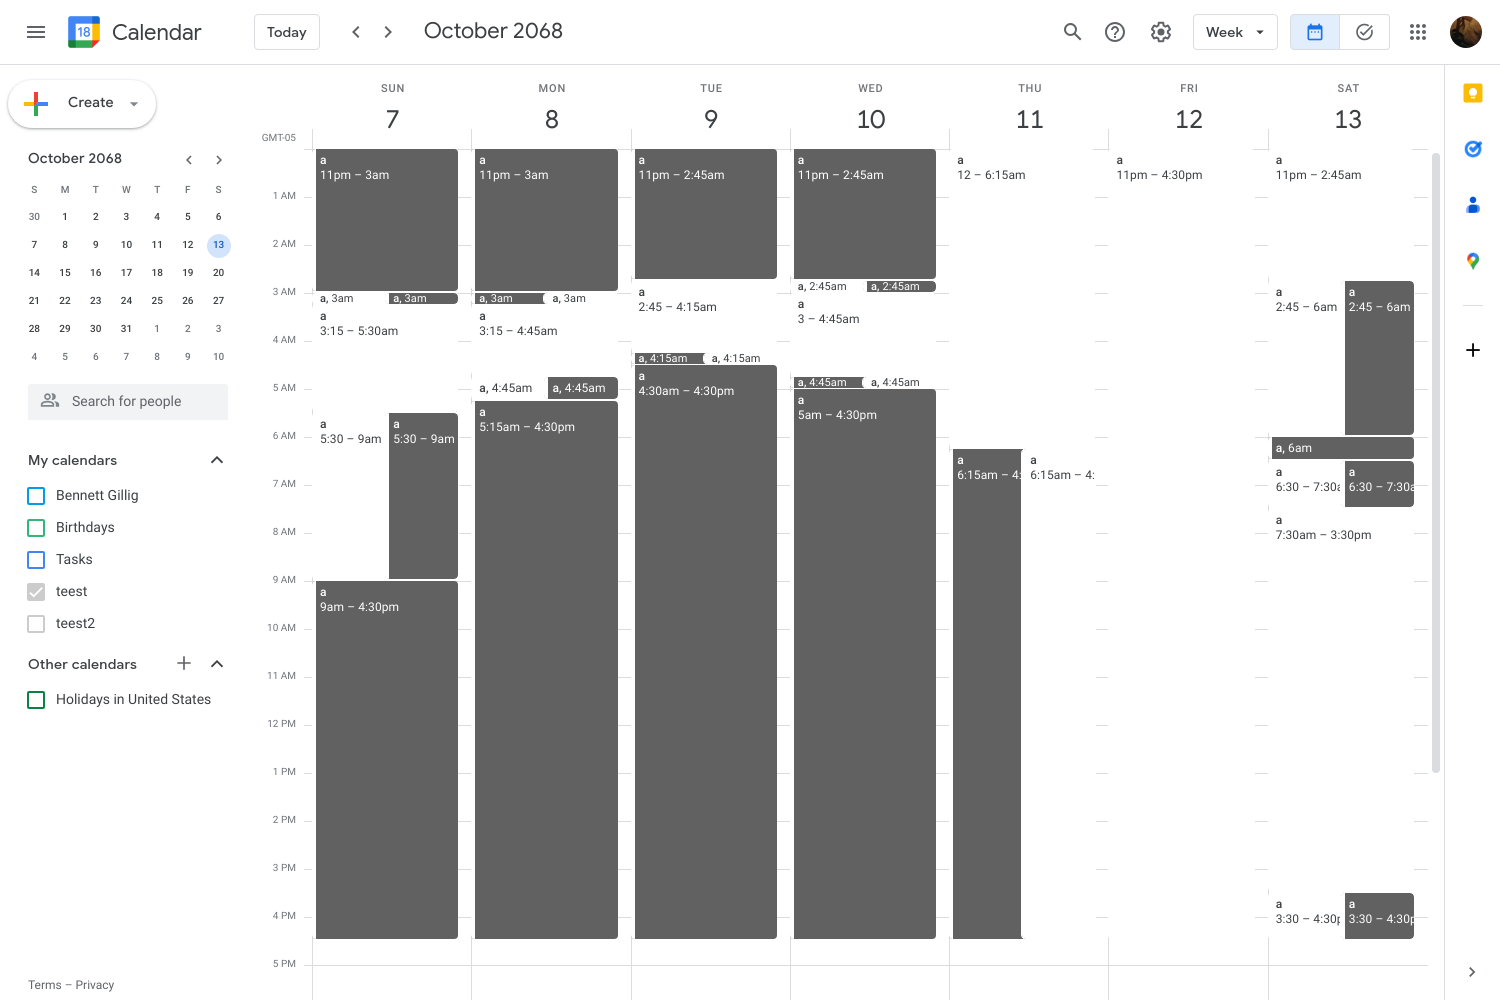 18 Calendar Today October 2068 Week
Create
October 2068
S M T W T F S
30 1 2 3 4 5 6
7 8 9 10 11 12 13
14 15 16 17 18 19 20
21 22 23 24 25 26 27
28 29 30 31 1 2 3
4 5 6 7 8 9 10
Search for people
My calendars
Bennett Gillig
Birthdays
Tasks
teest
teest2
Other calendars
Holidays in United States
Terms – Privacy
GMT-05
1 AM
2 AM
3 AM
4 AM
5 AM
6 AM
7 AM
8 AM
9 AM
10 AM
11 AM
12 PM
1 PM
2 PM
3 PM
4 PM
5 PM
SUN
7
a
11pm – 3am
a, 3am
a, 3am
a
3:15 – 5:30am
a
5:30 – 9am
a
5:30 – 9am
a
9am – 4:30pm
MON
8
a
11pm – 3am
a, 3am
a, 3am
a
3:15 – 4:45am
a, 4:45am
a, 4:45am
a
5:15am – 4:30pm
TUE
9
a
11pm – 2:45am
a
2:45 – 4:15am
a, 4:15am
a, 4:15am
a
4:30am – 4:30pm
WED
10
a
11pm – 2:45am
a, 2:45am
a, 2:45am
a
3 – 4:45am
a, 4:45am
a, 4:45am
a
5am – 4:30pm
THU
11
a
12 – 6:15am
a
6:15am – 4:
a
6:15am – 4:
FRI
12
a
11pm – 4:30pm
SAT
13
a
11pm – 2:45am
a
2:45 – 6am
a
2:45 – 6am
a, 6am
a
6:30 – 7:30a
a
6:30 – 7:30a
a
7:30am – 3:30pm
a
3:30 – 4:30p
a
3:30 – 4:30p